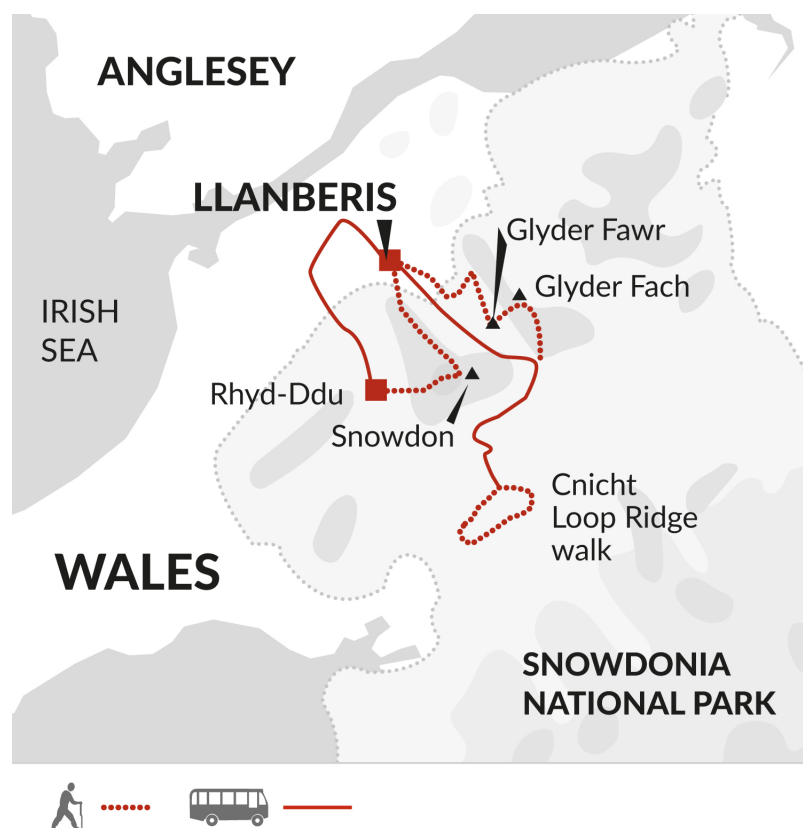 ANGLESEY
LLANBERIS
Glyder Fawr
Glyder Fach
IRISH
SEA
Rhyd-Ddu
Snowdon
Cnicht
Loop Ridge
walk
WALES
SNOWDONIA
NATIONAL PARK